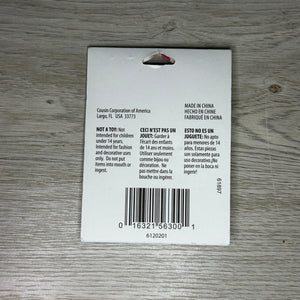 Cousin Corporation of America
Largo, FL USA 33773
MADE IN CHINA
HECHO EN CHINE
FABRIQUÉ EN CHINA
NOT A TOY: Not
intended for children
under 14 years.
Intended for fashion
and decorative uses
only. Do not put
items into mouth or
ingest.
CECI N'EST PAS UN
JOUET: Garder à
l'écart des enfants
de 14 ans et moins.
Utiliser seulement
comme bijou ou
décoration. Ne
pas mettre dans la
bouche ou ingérer.
ESTO NO ES UN
JUGUETE: No apto
para menores de 14
años. Estas piezas
son solamente para
uso decorativo ¡No
poner en la boca ni
ingerir!
0 16321 56300 1
6120201
61897